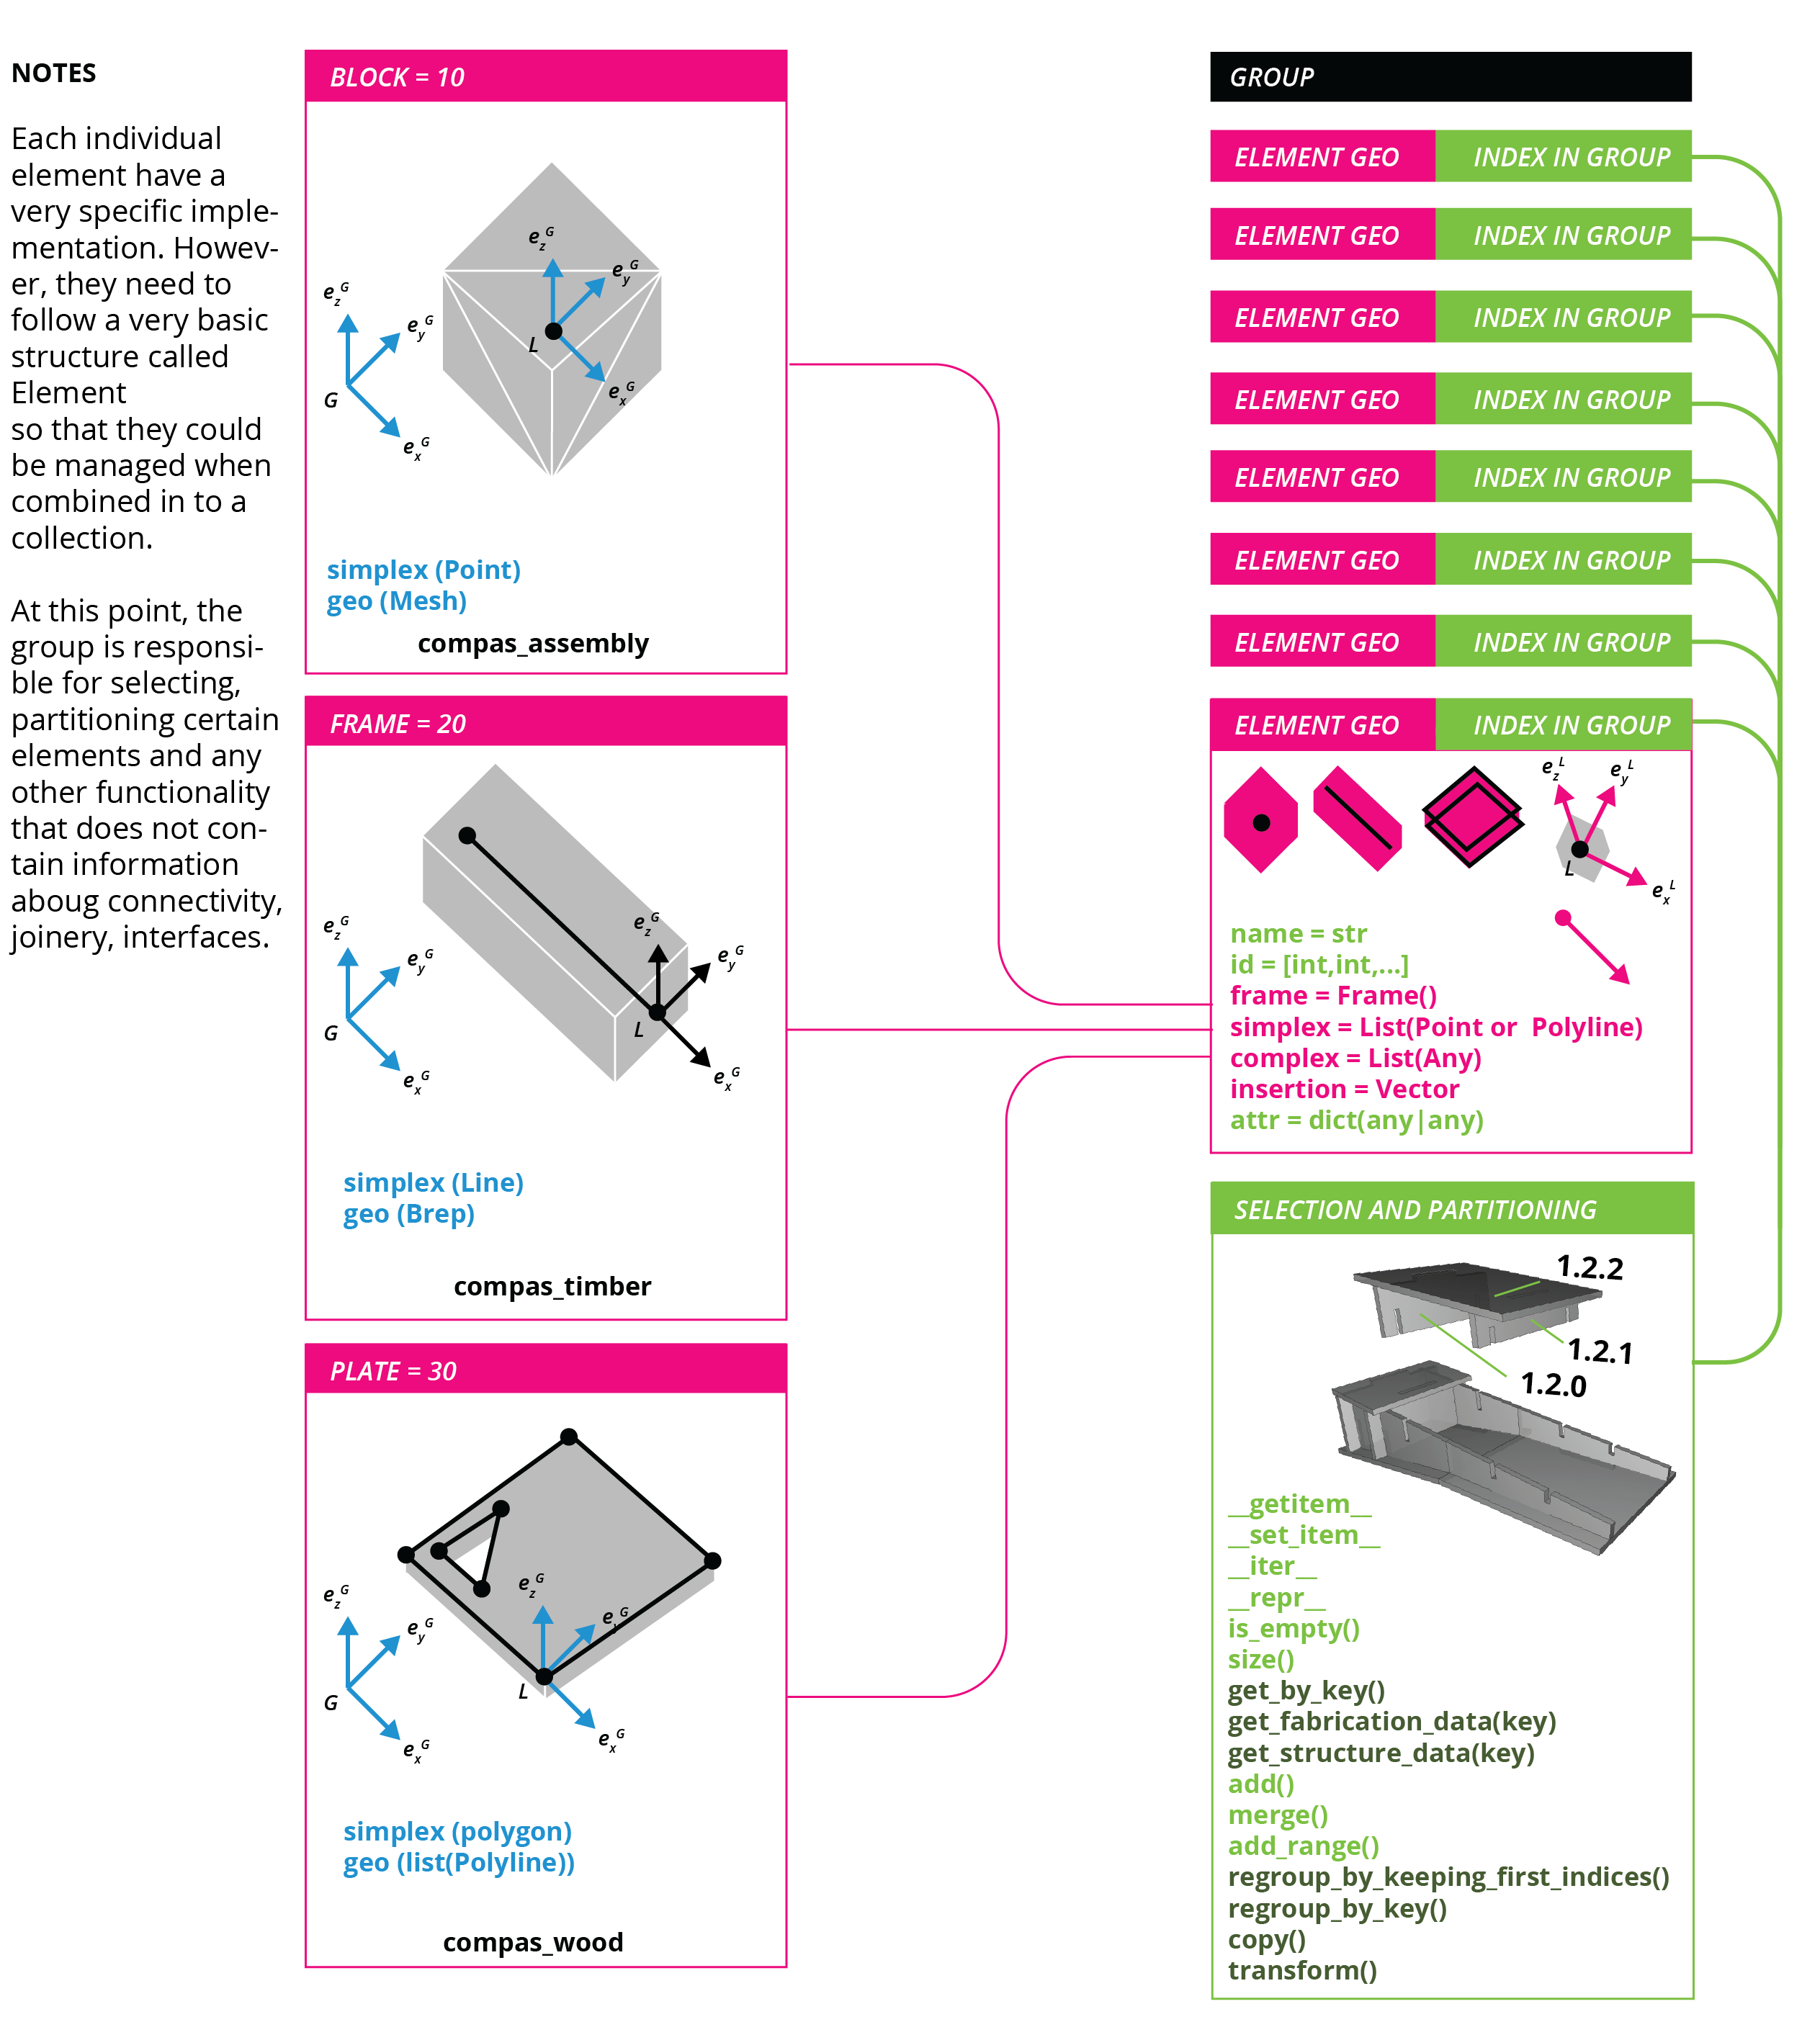 NOTES
Each individual
element have a
very specific imple-
mentation. Howev-
er, they need to
follow a very basic
structure called
Element
so that they could
be managed when
combined in to a
collection.
At this point, the
group is responsi-
ble for selecting,
partitioning certain
elements and any
other functionality
that does not con-
tain information
aboug connectivity,
joinery, interfaces.
BLOCK = 10
e_z^G
e_y^G
e_x^G
G
e_z^G
e_y^G
e_x^G
L
simplex (Point)
geo (Mesh)
compas_assembly
FRAME = 20
e_z^G
e_y^G
e_x^G
G
e_z^G
e_y^G
e_x^G
L
simplex (Line)
geo (Brep)
compas_timber
PLATE = 30
e_z^G
e_y^G
e_x^G
G
e_z^G
e_y^G
e_x^G
L
simplex (polygon)
geo (list(Polyline))
compas_wood
GROUP
ELEMENT GEO INDEX IN GROUP
ELEMENT GEO INDEX IN GROUP
ELEMENT GEO INDEX IN GROUP
ELEMENT GEO INDEX IN GROUP
ELEMENT GEO INDEX IN GROUP
ELEMENT GEO INDEX IN GROUP
ELEMENT GEO INDEX IN GROUP
ELEMENT GEO INDEX IN GROUP
e_z^L
e_y^L
e_x^L
L
name = str
id = [int,int,...]
frame = Frame()
simplex = List(Point or Polyline)
complex = List(Any)
insertion = Vector
attr = dict(any|any)
SELECTION AND PARTITIONING
1.2.2
1.2.1
1.2.0
__getitem__
__set_item__
__iter__
__repr__
is_empty()
size()
get_by_key()
get_fabrication_data(key)
get_structure_data(key)
add()
merge()
add_range()
regroup_by_keeping_first_indices()
regroup_by_key()
copy()
transform()